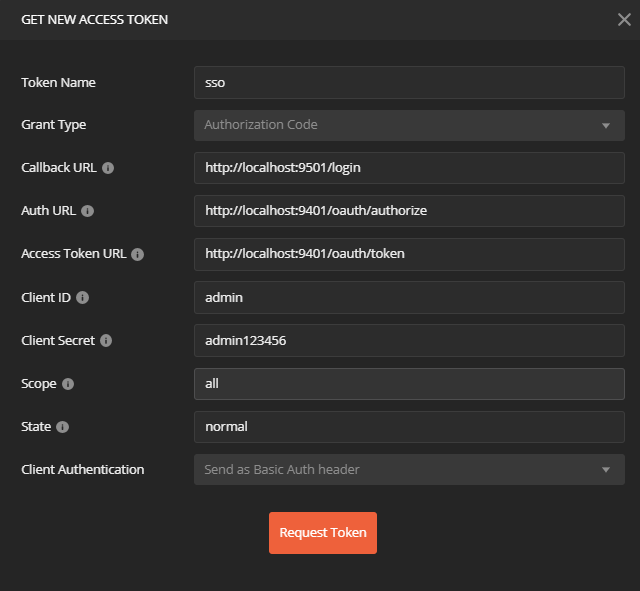 GET NEW ACCESS TOKEN
Token Name sso
Grant Type Authorization Code
Callback URL http://localhost:9501/login
Auth URL http://localhost:9401/oauth/authorize
Access Token URL http://localhost:9401/oauth/token
Client ID admin
Client Secret admin123456
Scope all
State normal
Client Authentication Send as Basic Auth header
Request Token